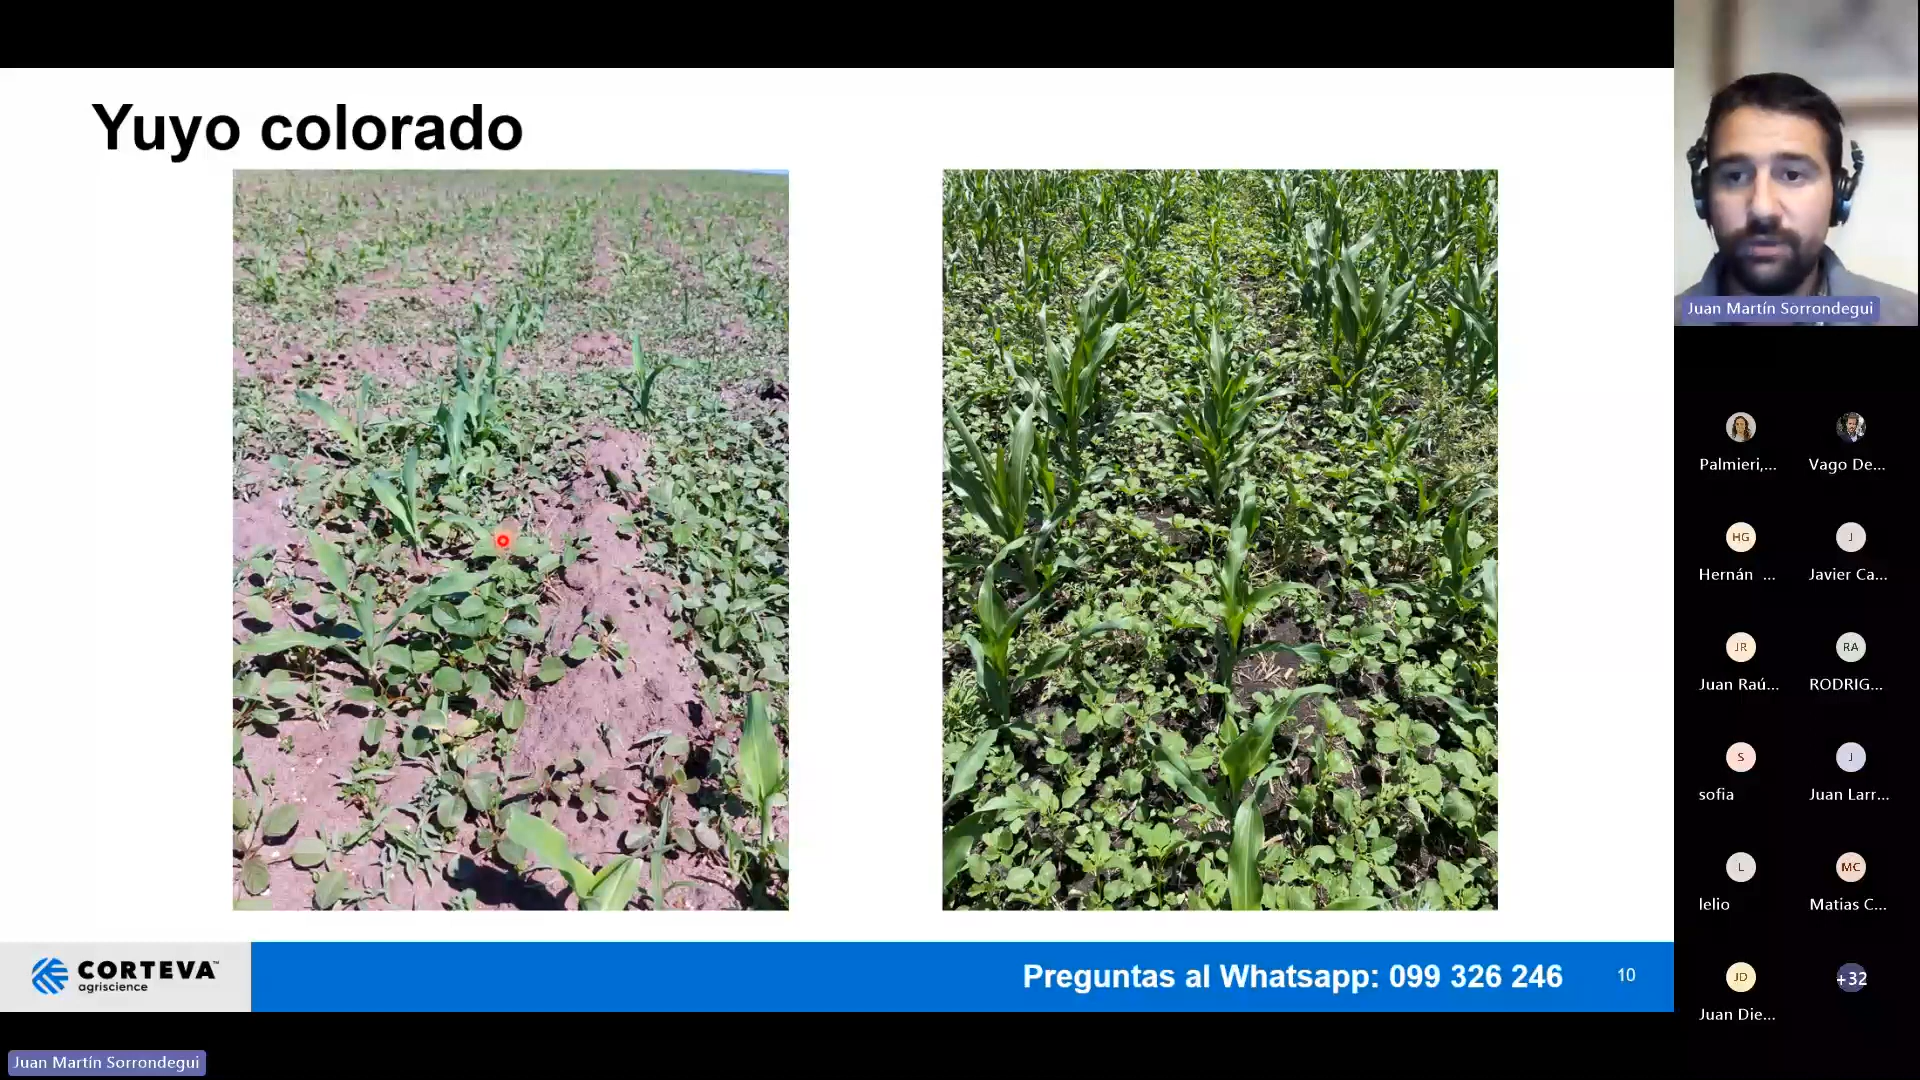 Yuyo colorado
CORTEVA™
agriscience
Preguntas al Whatsapp: 099 326 246
10
Juan Martín Sorrondegui
Palmieri,...
Vago De...
HG
J
Hernán ...
Javier Ca...
JR
RA
Juan Raú...
RODRIG...
S
J
sofia
Juan Larr...
L
MC
lelio
Matias C...
JD
+32
Juan Die...
Juan Martín Sorrondegui